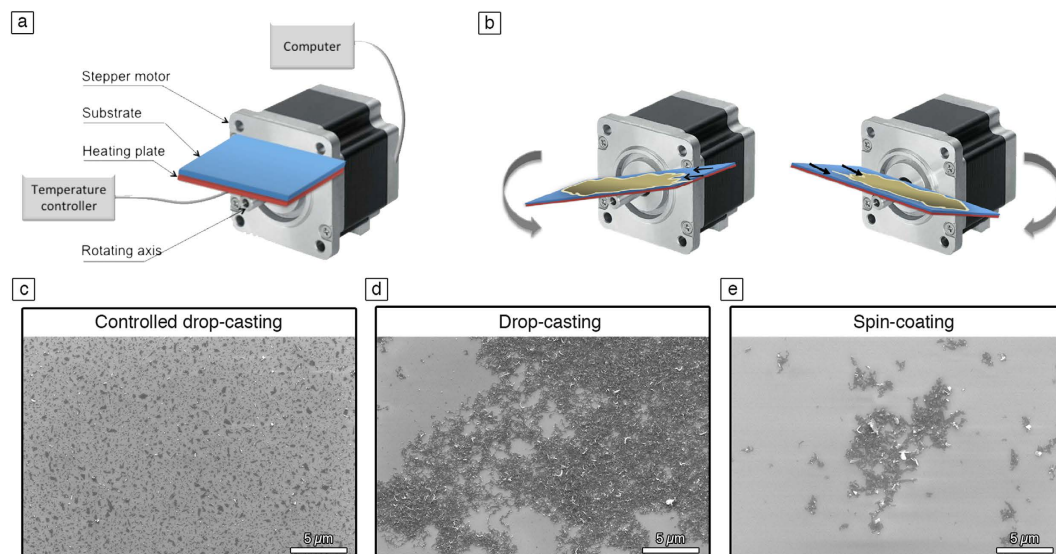 a
Computer
Stepper motor
Substrate
Heating plate
Temperature
controller
Rotating axis
b
c
Controlled drop-casting
5 µm
d
Drop-casting
5 µm
e
Spin-coating
5 µm